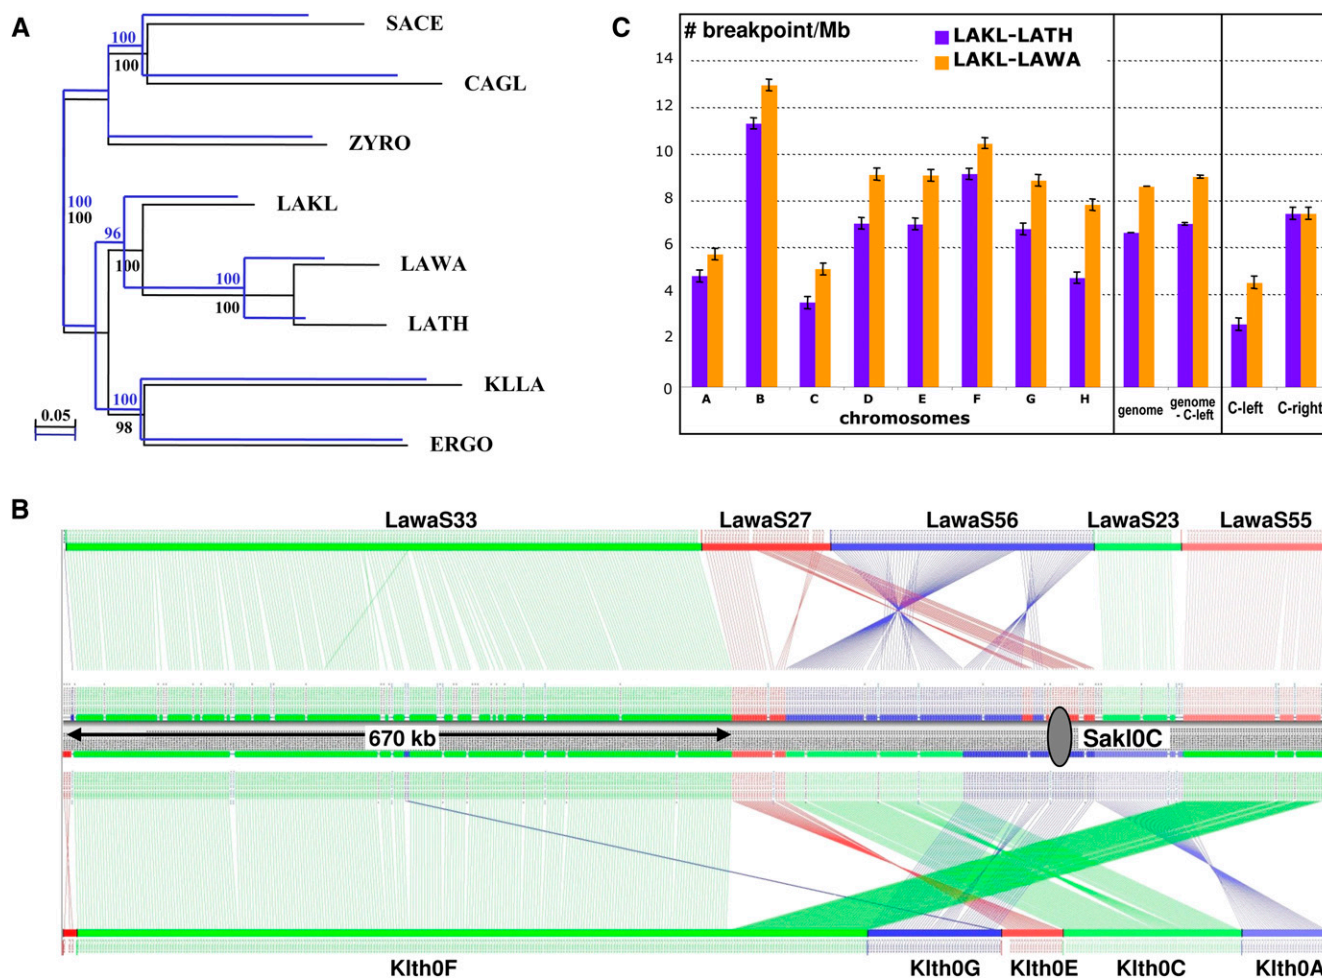 A
SACE
100
100
CAGL
ZYRO
LAKL
100
100
96
100
LAWA
100
100
LATH
KLLA
100
98
0.05
ERGO
C
# breakpoint/Mb
LAKL-LATH
LAKL-LAWA
14
12
10
8
6
4
2
0
A B C D E F G H
chromosomes
genome
genome
- C-left
C-left
C-right
B
LawaS33 LawaS27 LawaS56 LawaS23 LawaS55
670 kb
Sakl0C
Klth0F Klth0G Klth0E Klth0C Klth0A